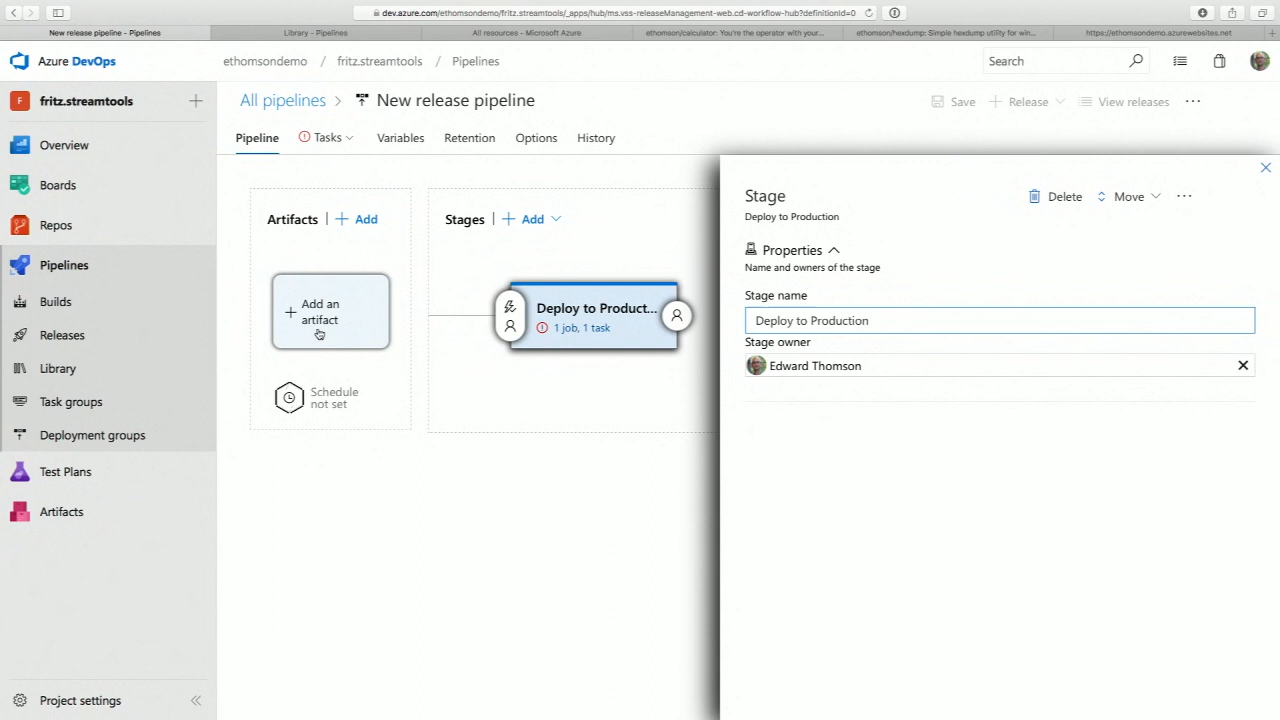 dev.azure.com/ethomsondemo/fritz.streamtools/_apps/hub/ms.vss-releaseManagement-web.cd-workflow-hub?definitionId=0
New release pipeline - Pipelines
Library - Pipelines
All resources - Microsoft Azure
ethomson/calculator: You're the operator with your...
ethomson/hexdump: Simple hexdump utility for win...
https://ethomsondemo.azurewebsites.net
Azure DevOps
ethomsondemo / fritz.streamtools / Pipelines
Search
F
fritz.streamtools
Overview
Boards
Repos
Pipelines
Builds
Releases
Library
Task groups
Deployment groups
Test Plans
Artifacts
Project settings
All pipelines > New release pipeline
Save
Release
View releases
Pipeline
Tasks
Variables
Retention
Options
History
Artifacts | + Add
Add an
artifact
Schedule
not set
Stages | + Add
Deploy to Product...
1 job, 1 task
Stage
Deploy to Production
Delete
Move
Properties
Name and owners of the stage
Stage name
Deploy to Production
Stage owner
Edward Thomson